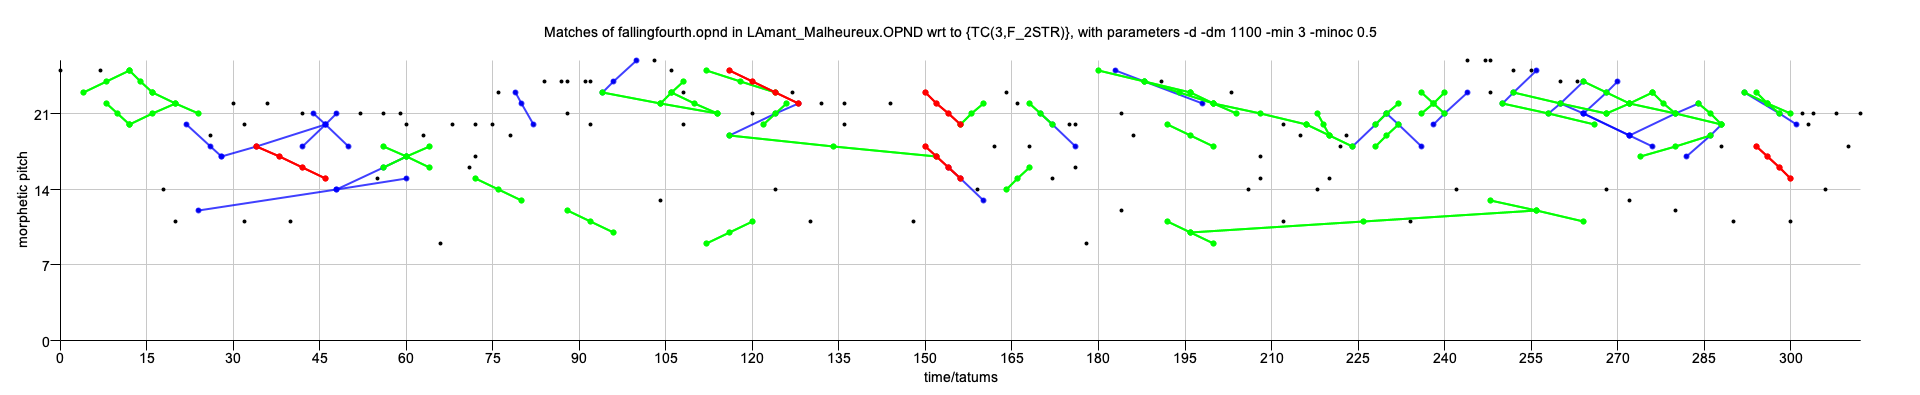 Matches of fallingfourth.opnd in LAmant_Malheureux.OPND wrt to {TC(3,F_2STR)}, with parameters -d -dm 1100 -min 3 -minoc 0.5
morphetic pitch
21
14
7
0
0 15 30 45 60 75 90 105 120 135 150 165 180 195 210 225 240 255 270 285 300
time/tatums